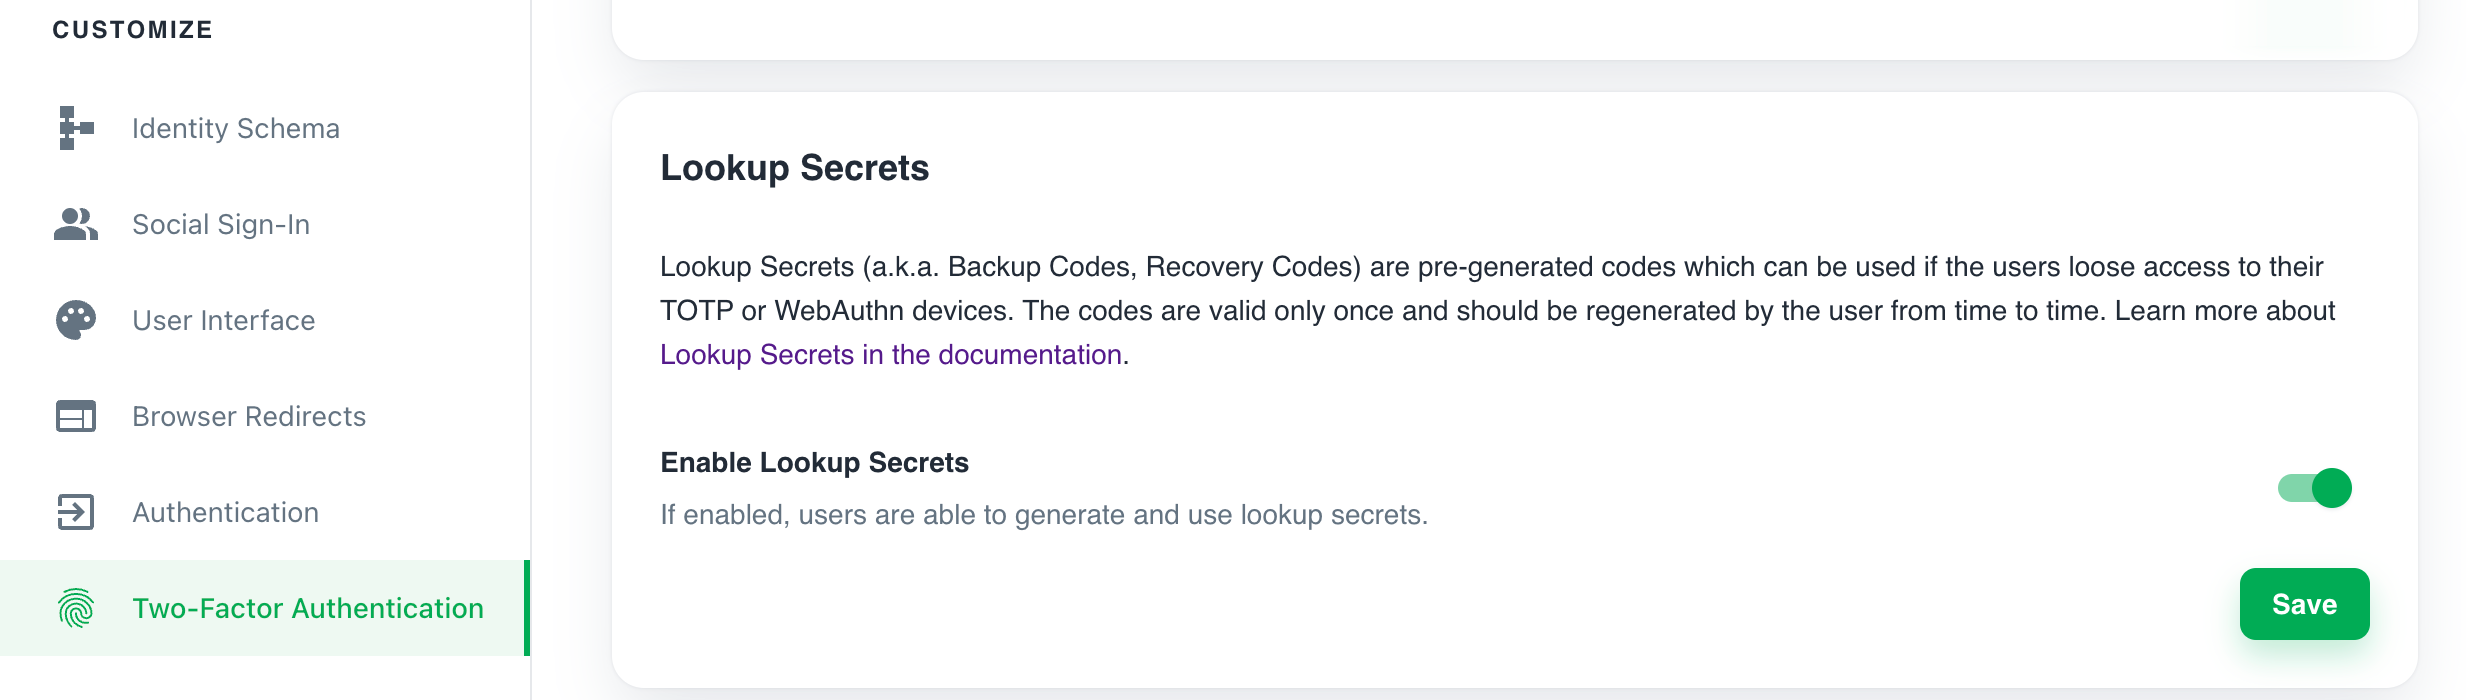 CUSTOMIZE
Identity Schema
Social Sign-In
User Interface
Browser Redirects
Authentication
Two-Factor Authentication
Lookup Secrets
Lookup Secrets (a.k.a. Backup Codes, Recovery Codes) are pre-generated codes which can be used if the users loose access to their
TOTP or WebAuthn devices. The codes are valid only once and should be regenerated by the user from time to time. Learn more about
Lookup Secrets in the documentation.
Enable Lookup Secrets
If enabled, users are able to generate and use lookup secrets.
Save